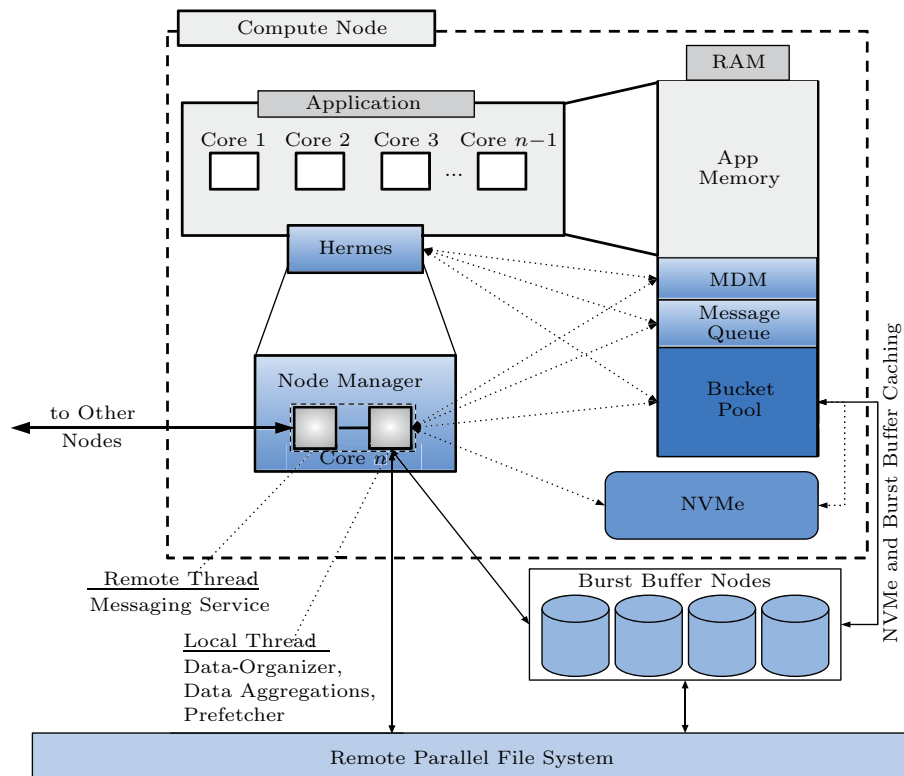 Compute Node
RAM
Application
Core 1 Core 2 Core 3 Core n−1
...
App
Memory
Hermes
MDM
Message
Queue
Node Manager
Bucket
Pool
to Other
Nodes
Core n
NVMe
NVMe and Burst Buffer Caching
Remote Thread
Messaging Service
Burst Buffer Nodes
Local Thread
Data-Organizer,
Data Aggregations,
Prefetcher
Remote Parallel File System